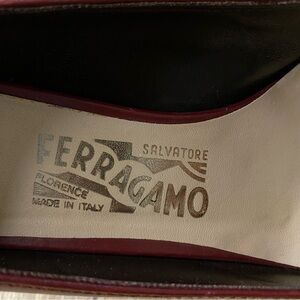 SALVATORE
FERRAGAMO
FLORENCE
MADE IN ITALY